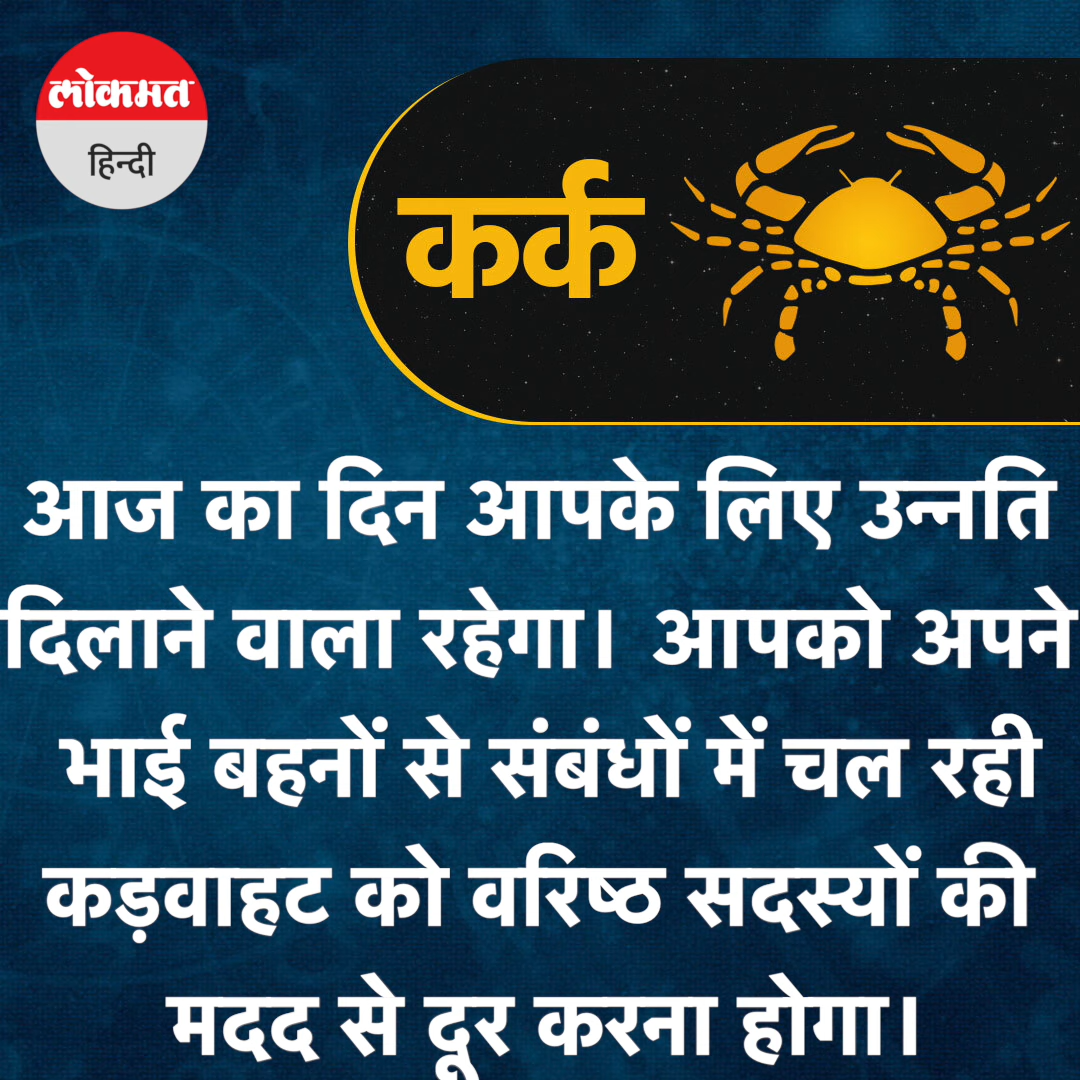 लोकमत
हिन्दी
कर्क
आज का दिन आपके लिए उन्नति
दिलाने वाला रहेगा। आपको अपने
भाई बहनों से संबंधों में चल रही
कड़वाहट को वरिष्ठ सदस्यों की
मदद से दूर करना होगा।